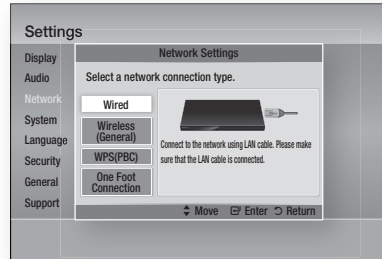 Settings
Display
Audio
Network
System
Language
Security
General
Support
Network Settings
Select a network connection type.
Wired
Wireless
(General)
WPS(PBC)
One Foot
Connection
Connect to the network using LAN cable. Please make
sure that the LAN cable is connected.
Move Enter Return